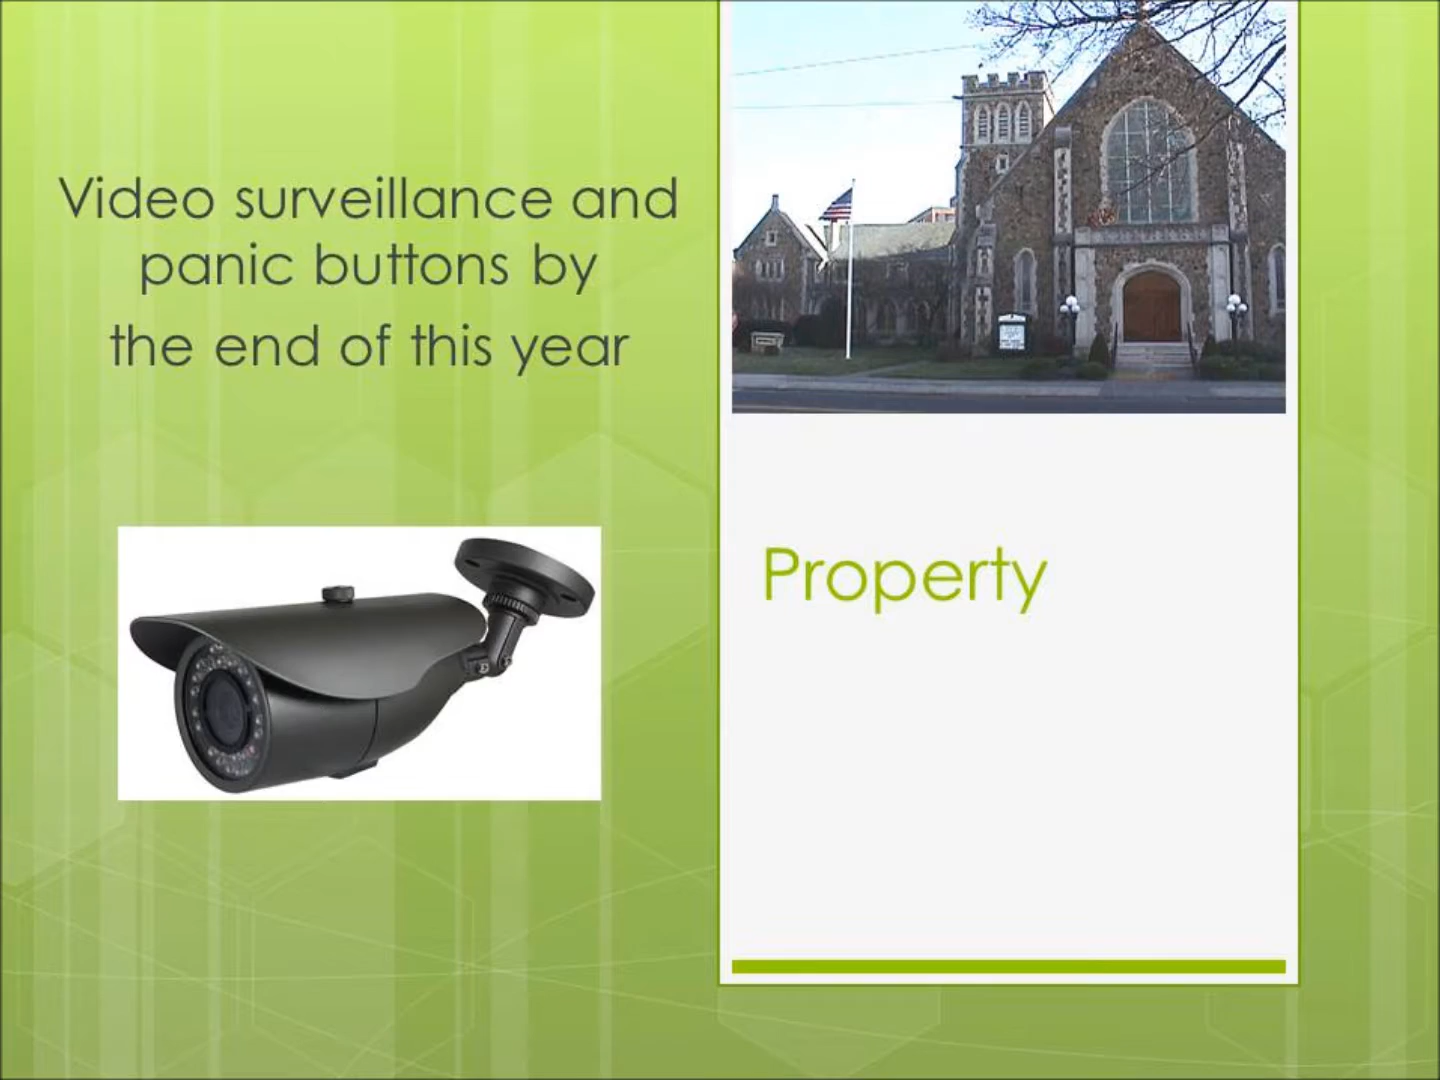 Video surveillance and
panic buttons by
the end of this year
Property